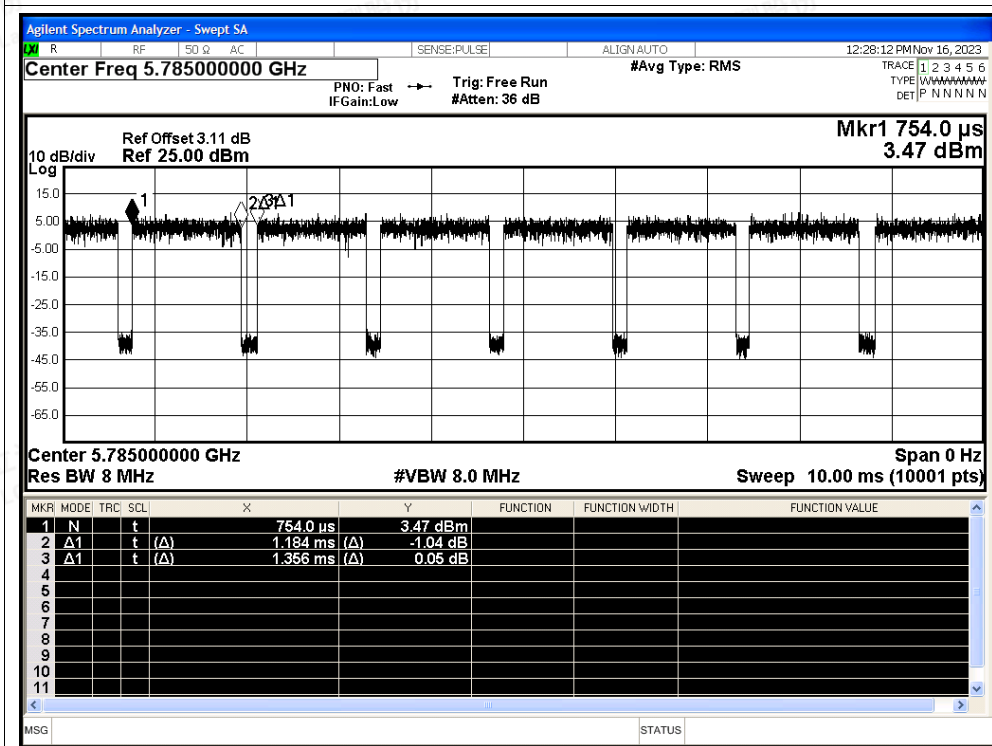 Agilent Spectrum Analyzer - Swept SA
LXI R RF 50 Ω AC SENSE:PULSE ALIGN AUTO 12:28:12 PM Nov 16, 2023
Center Freq 5.785000000 GHz #Avg Type: RMS TRACE 1 2 3 4 5 6
PNO: Fast Trig: Free Run TYPE WWWWWW
IFGain:Low #Atten: 36 dB DET P N N N N N
Mkr1 754.0 µs
Ref Offset 3.11 dB
10 dB/div Ref 25.00 dBm 3.47 dBm
Log
15.0
1 2Δ1 3Δ1
5.00
-5.00
-15.0
-25.0
-35.0
-45.0
-55.0
-65.0
Center 5.785000000 GHz Span 0 Hz
Res BW 8 MHz #VBW 8.0 MHz Sweep 10.00 ms (10001 pts)
MKR MODE TRC SCL X Y FUNCTION FUNCTION WIDTH FUNCTION VALUE
1 N t 754.0 µs 3.47 dBm
2 Δ1 t (Δ) 1.184 ms (Δ) -1.04 dB
3 Δ1 t (Δ) 1.356 ms (Δ) 0.05 dB
4
5
6
7
8
9
10
11
MSG STATUS